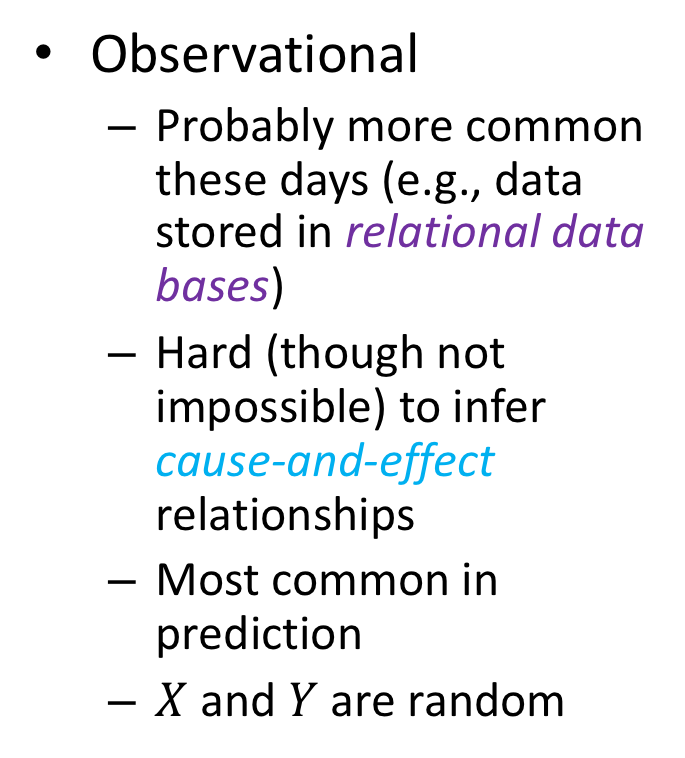 • Observational
– Probably more common
these days (e.g., data
stored in relational data
bases)
– Hard (though not
impossible) to infer
cause-and-effect
relationships
– Most common in
prediction
– X and Y are random